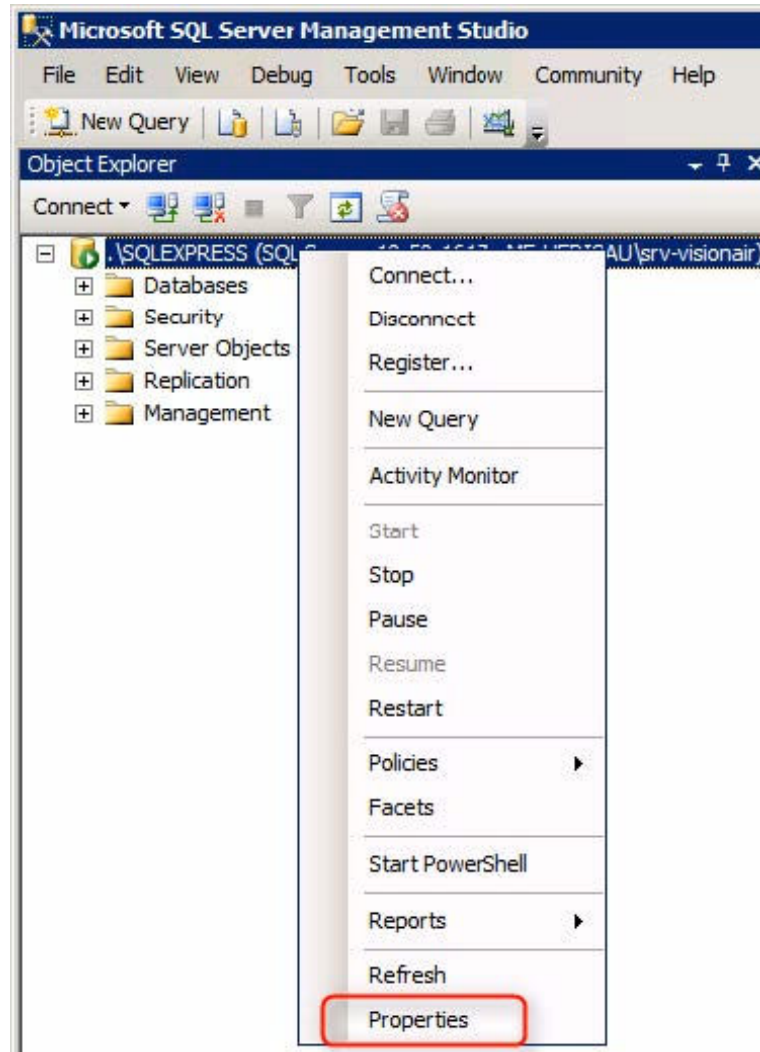 Microsoft SQL Server Management Studio
File Edit View Debug Tools Window Community Help
New Query
Object Explorer
Connect
.\SQLEXPRESS (SQL AU\srv-visionair)
Databases
Security
Server Objects
Replication
Management
Connect...
Disconnect
Register...
New Query
Activity Monitor
Start
Stop
Pause
Resume
Restart
Policies
Facets
Start PowerShell
Reports
Refresh
Properties